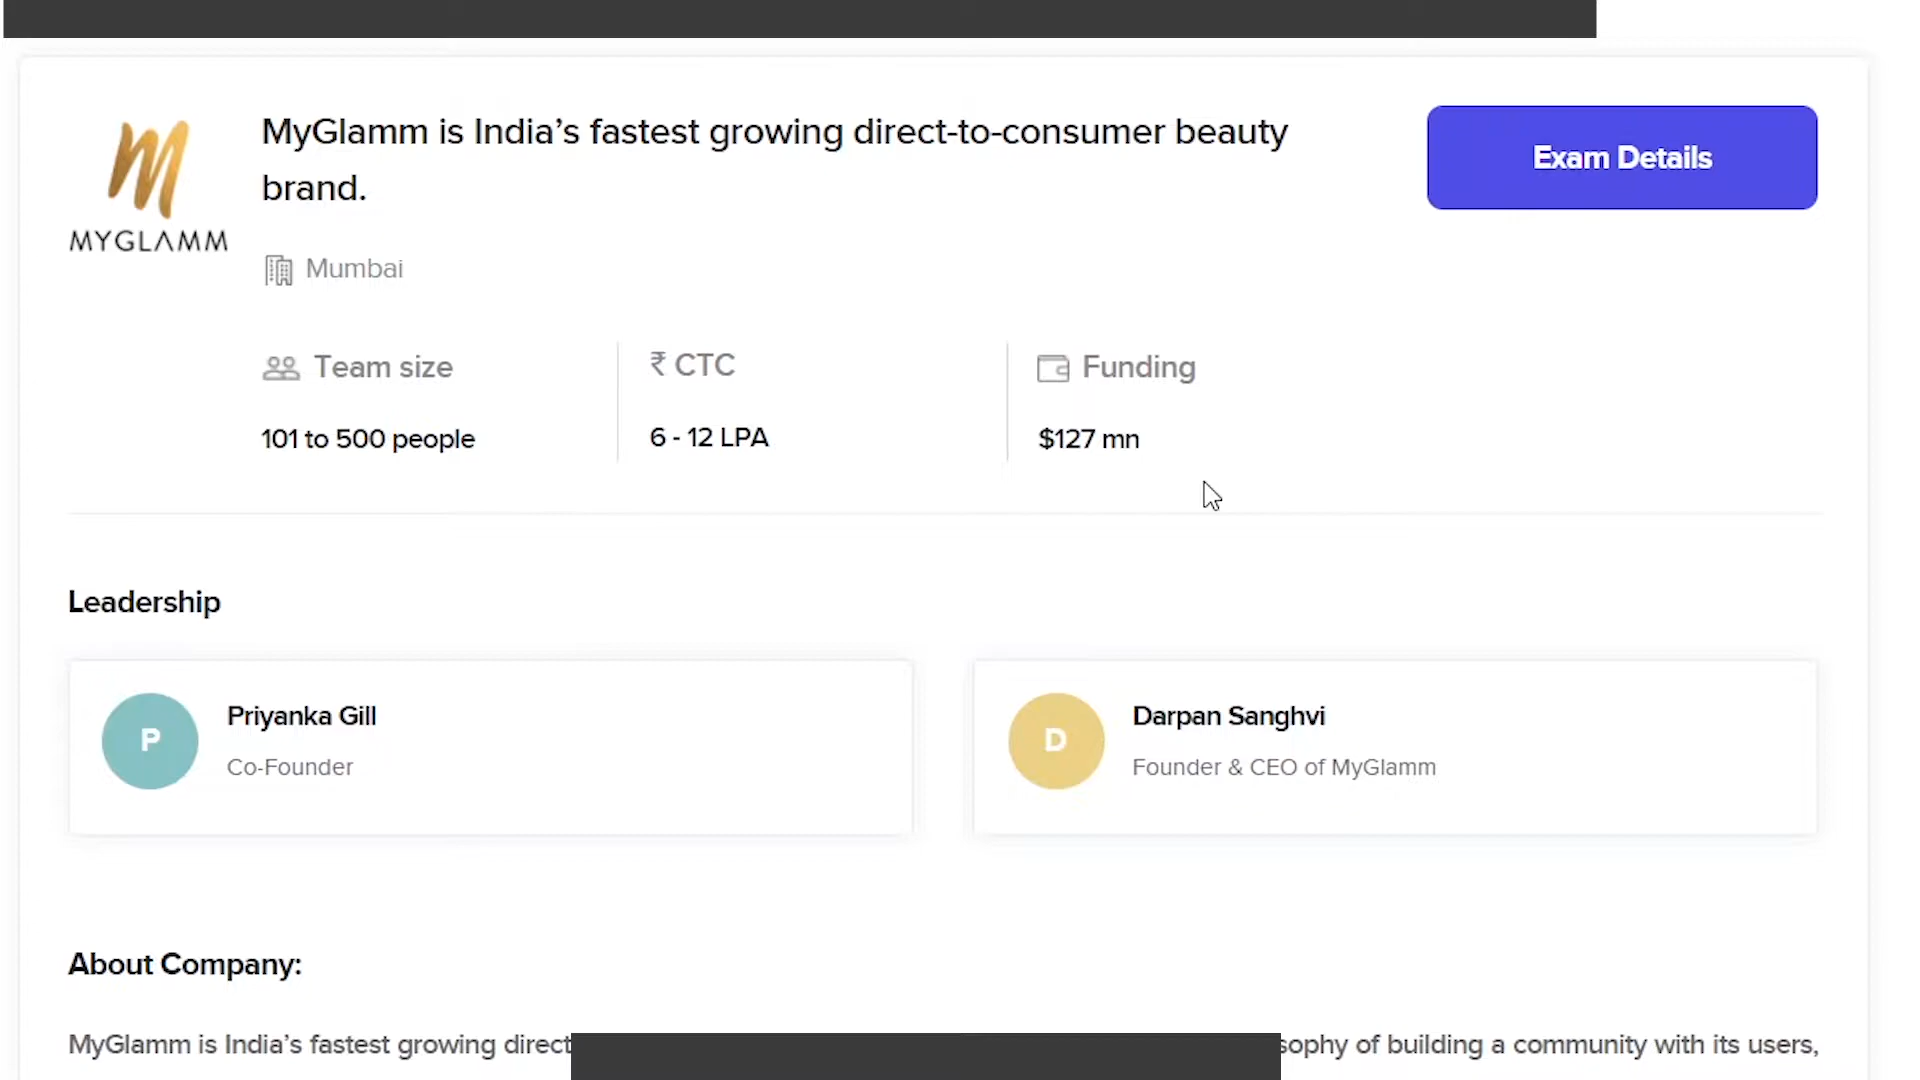 MYGLAMM
MyGlamm is India’s fastest growing direct-to-consumer beauty
brand.
Exam Details
Mumbai
Team size
₹ CTC
Funding
101 to 500 people
6 - 12 LPA
$127 mn
Leadership
P
Priyanka Gill
Co-Founder
D
Darpan Sanghvi
Founder & CEO of MyGlamm
About Company:
MyGlamm is India’s fastest growing direct
of building a community with its users,